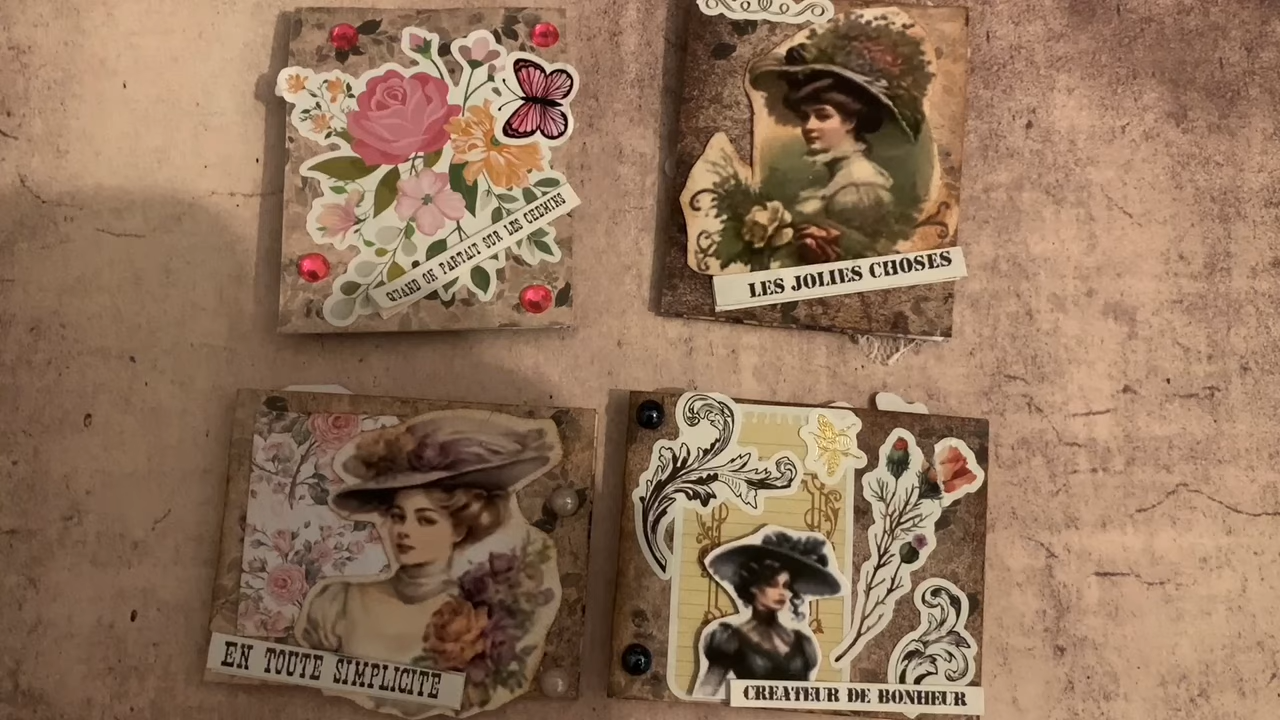 QUAND ON PARTAIT SUR LES CHEMINS
LES JOLIES CHOSES
EN TOUTE SIMPLICITE
CREATEUR DE BONHEUR